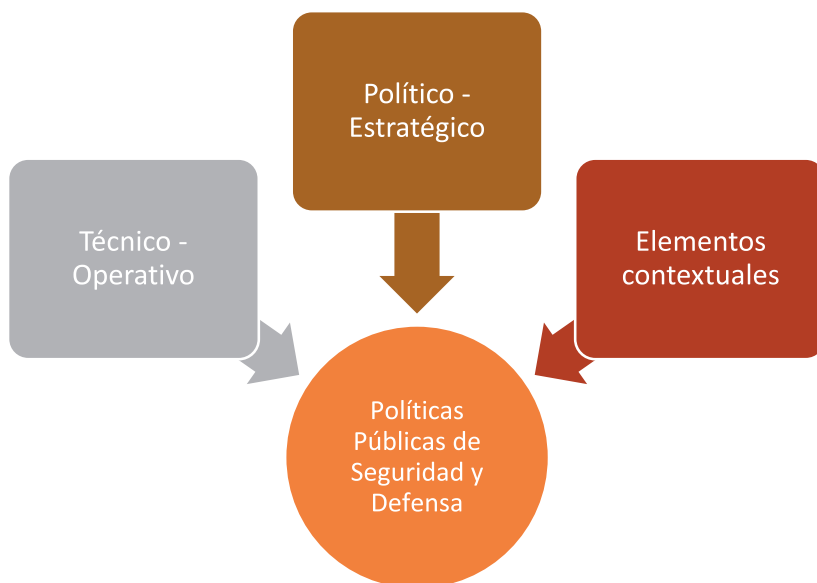 Político -
Estratégico
Técnico -
Operativo
Elementos
contextuales
Políticas
Públicas de
Seguridad y
Defensa